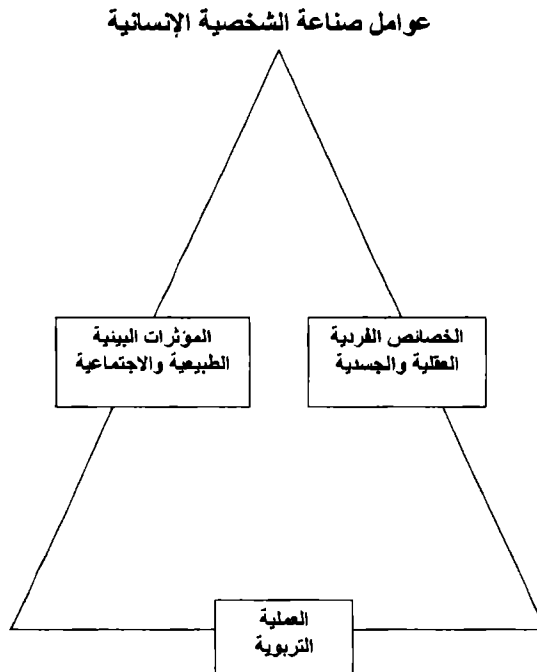 عوامل صناعة الشخصية الإنسانية
الخصائص الفردية
العقلية والجسدية
المؤثرات البيئية
الطبيعية والاجتماعية
العملية
التربوية